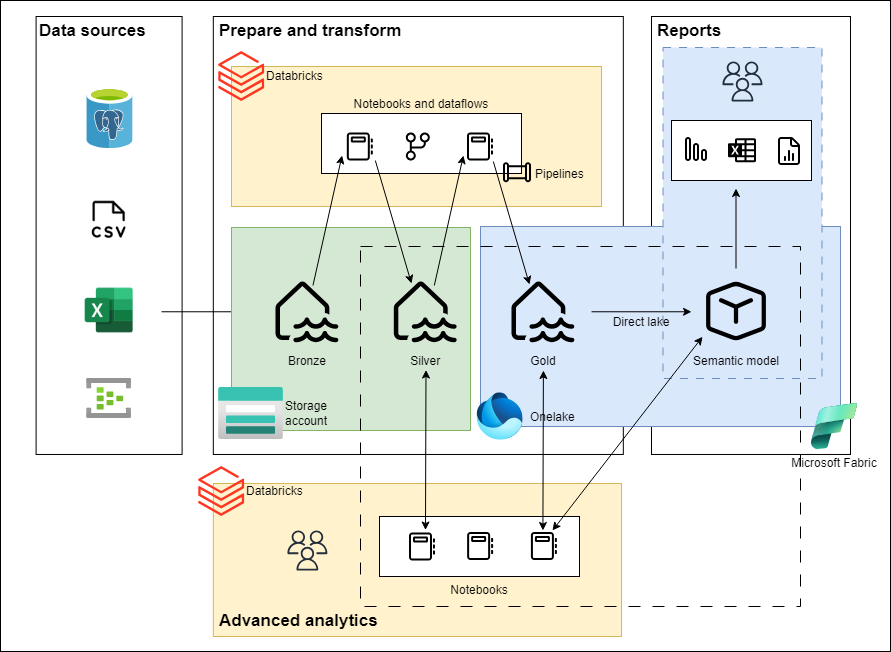 Data sources
Prepare and transform
Reports
Databricks
Notebooks and dataflows
Pipelines
CSV
X
X
Bronze
Silver
Gold
Direct lake
Semantic model
Storage
account
Onelake
Microsoft Fabric
Databricks
Notebooks
Advanced analytics